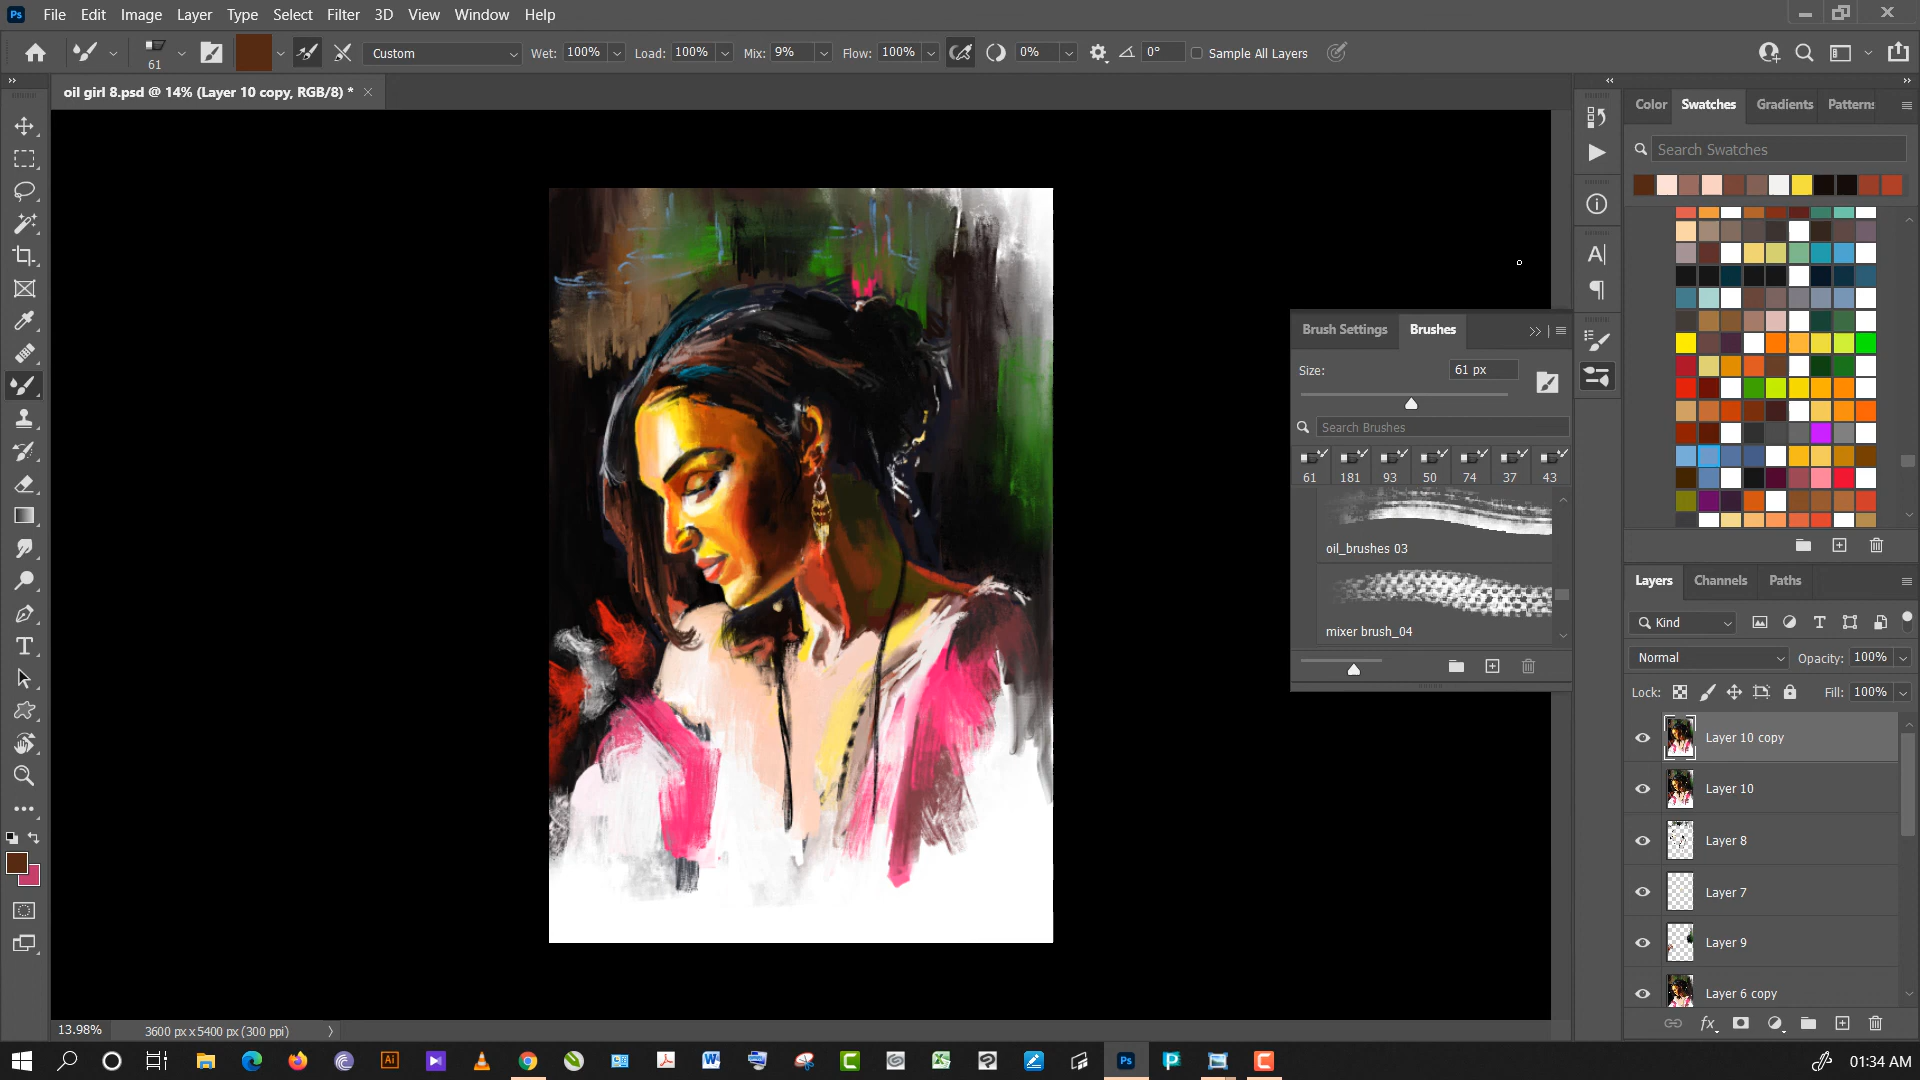 Ps File Edit Image Layer Type Select Filter 3D View Window Help
61 Custom Wet: 100% Load: 100% Mix: 9% Flow: 100% 0% 0° Sample All Layers
oil girl 8.psd @ 14% (Layer 10 copy, RGB/8) *
Color Swatches Gradients Patterns
Search Swatches
Brush Settings Brushes
Size: 61 px
Search Brushes
61 181 93 50 74 37 43
oil_brushes 03
mixer brush_04
Layers Channels Paths
Kind
Normal Opacity: 100%
Lock: Fill: 100%
Layer 10 copy
Layer 10
Layer 8
Layer 7
Layer 9
Layer 6 copy
13.98% 3600 px x 5400 px (300 ppi)
Ai Ps
01:34 AM